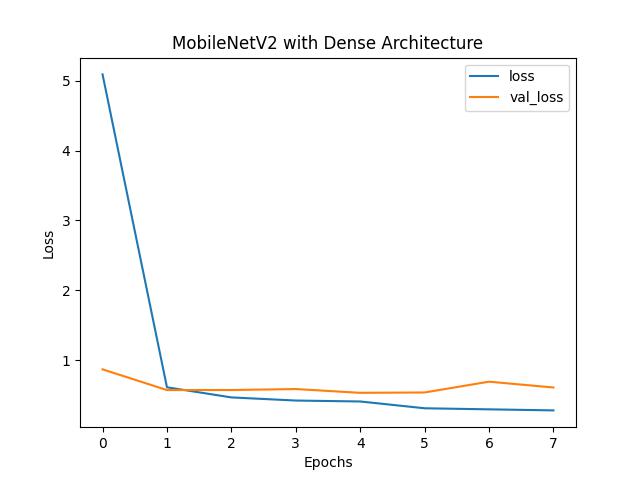 MobileNetV2 with Dense Architecture
loss
val_loss
5
4
3
2
1
Loss
0 1 2 3 4 5 6 7
Epochs